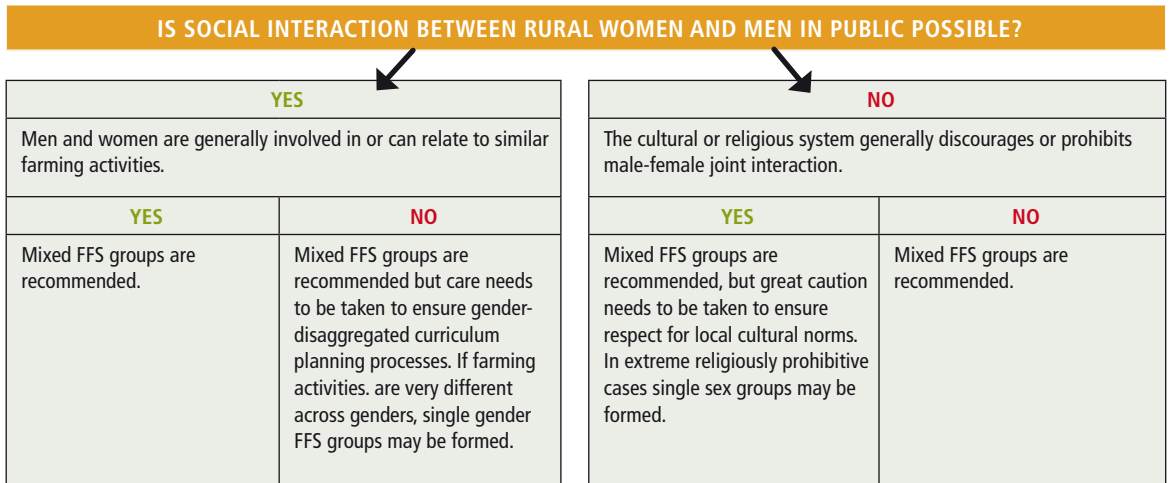 IS SOCIAL INTERACTION BETWEEN RURAL WOMEN AND MEN IN PUBLIC POSSIBLE?
YES
Men and women are generally involved in or can relate to similar
farming activities.
YES
Mixed FFS groups are
recommended.
NO
Mixed FFS groups are
recommended but care needs
to be taken to ensure gender-
disaggregated curriculum
planning processes. If farming
activities. are very different
across genders, single gender
FFS groups may be formed.
NO
The cultural or religious system generally discourages or prohibits
male-female joint interaction.
YES
Mixed FFS groups are
recommended, but great caution
needs to be taken to ensure
respect for local cultural norms.
In extreme religiously prohibitive
cases single sex groups may be
formed.
NO
Mixed FFS groups are
recommended.